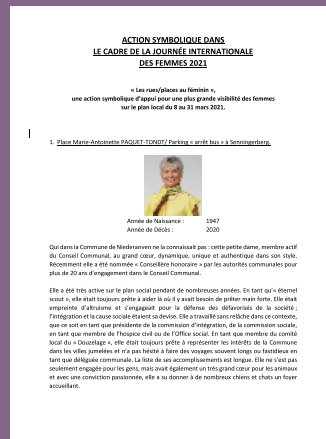 ACTION SYMBOLIQUE DANS
LE CADRE DE LA JOURNÉE INTERNATIONALE
DES FEMMES 2021
« Les rues/places au féminin »,
une action symbolique d'appui pour une plus grande visibilité des femmes
sur le plan local du 8 au 31 mars 2021.
1. Place Marie-Antoinette PAQUET-TONDT/ Parking « arrêt bus » à Senningerberg.
Année de Naissance : 1947
Année de Décès : 2020
Qui dans la Commune de Niederanven ne la connaissait pas : cette petite dame, membre actif
du Conseil Communal, au grand cœur, dynamique, unique et authentique dans son style.
Récemment elle a été nommée « Conseillère honoraire » par les autorités communales pour
plus de 20 ans d'engagement dans le Conseil Communal.
Elle a été très active sur le plan social pendant de nombreuses années. En tant qu'« éternel
scout », elle était toujours prête à aider là où il y avait besoin de prêter main forte. Elle était
empreinte d'altruisme et s'engageait pour la défense des défavorisés de la société ;
l'intégration et la cause sociale étaient sa devise. Elle a travaillé sans relâche dans ce contexte,
que ce soit en tant que présidente de la commission d'intégration, de la commission sociale,
en tant que membre de l'hospice civil ou de l'Office social. En tant que membre du comité
local du « Douzelage », elle était toujours prête à représenter les intérêts de la Commune
dans les villes jumelées et n'a pas hésité à faire des voyages souvent longs ou fastidieux en
tant que déléguée communale. La liste de ses accomplissements est longue. Elle ne s'est pas
seulement engagée pour les gens, mais avait également un très grand cœur pour les animaux
et avec une conviction passionnée, elle a su donner à de nombreux chiens et chats un foyer
accueillant.